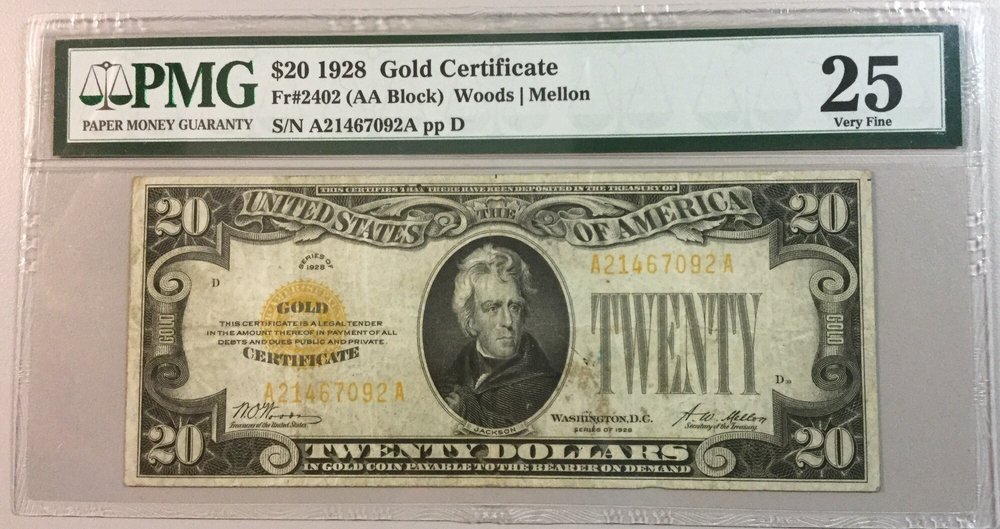 PMG
PAPER MONEY GUARANTY
$20 1928 Gold Certificate
Fr#2402 (AA Block) Woods | Mellon
S/N A21467092A pp D
25
Very Fine
THIS CERTIFIES THAT THERE HAVE BEEN DEPOSITED IN THE TREASURY OF
20
UNITED STATES THE OF AMERICA
20
SERIES OF
1928
A21467092A
D
GOLD
GOLD
TWENTY
GOLD
THIS CERTIFICATE IS A LEGAL TENDER
IN THE AMOUNT THEREOF IN PAYMENT OF ALL
DEBTS AND DUES PUBLIC AND PRIVATE
CERTIFICATE
D
A21467092A
W.O. Woods
Treasurer of the United States
WASHINGTON, D.C.
SERIES OF 1928
A. W. Mellon
Secretary of the Treasury
JACKSON
20
TWENTY DOLLARS
20
IN GOLD COIN PAYABLE TO THE BEARER ON DEMAND